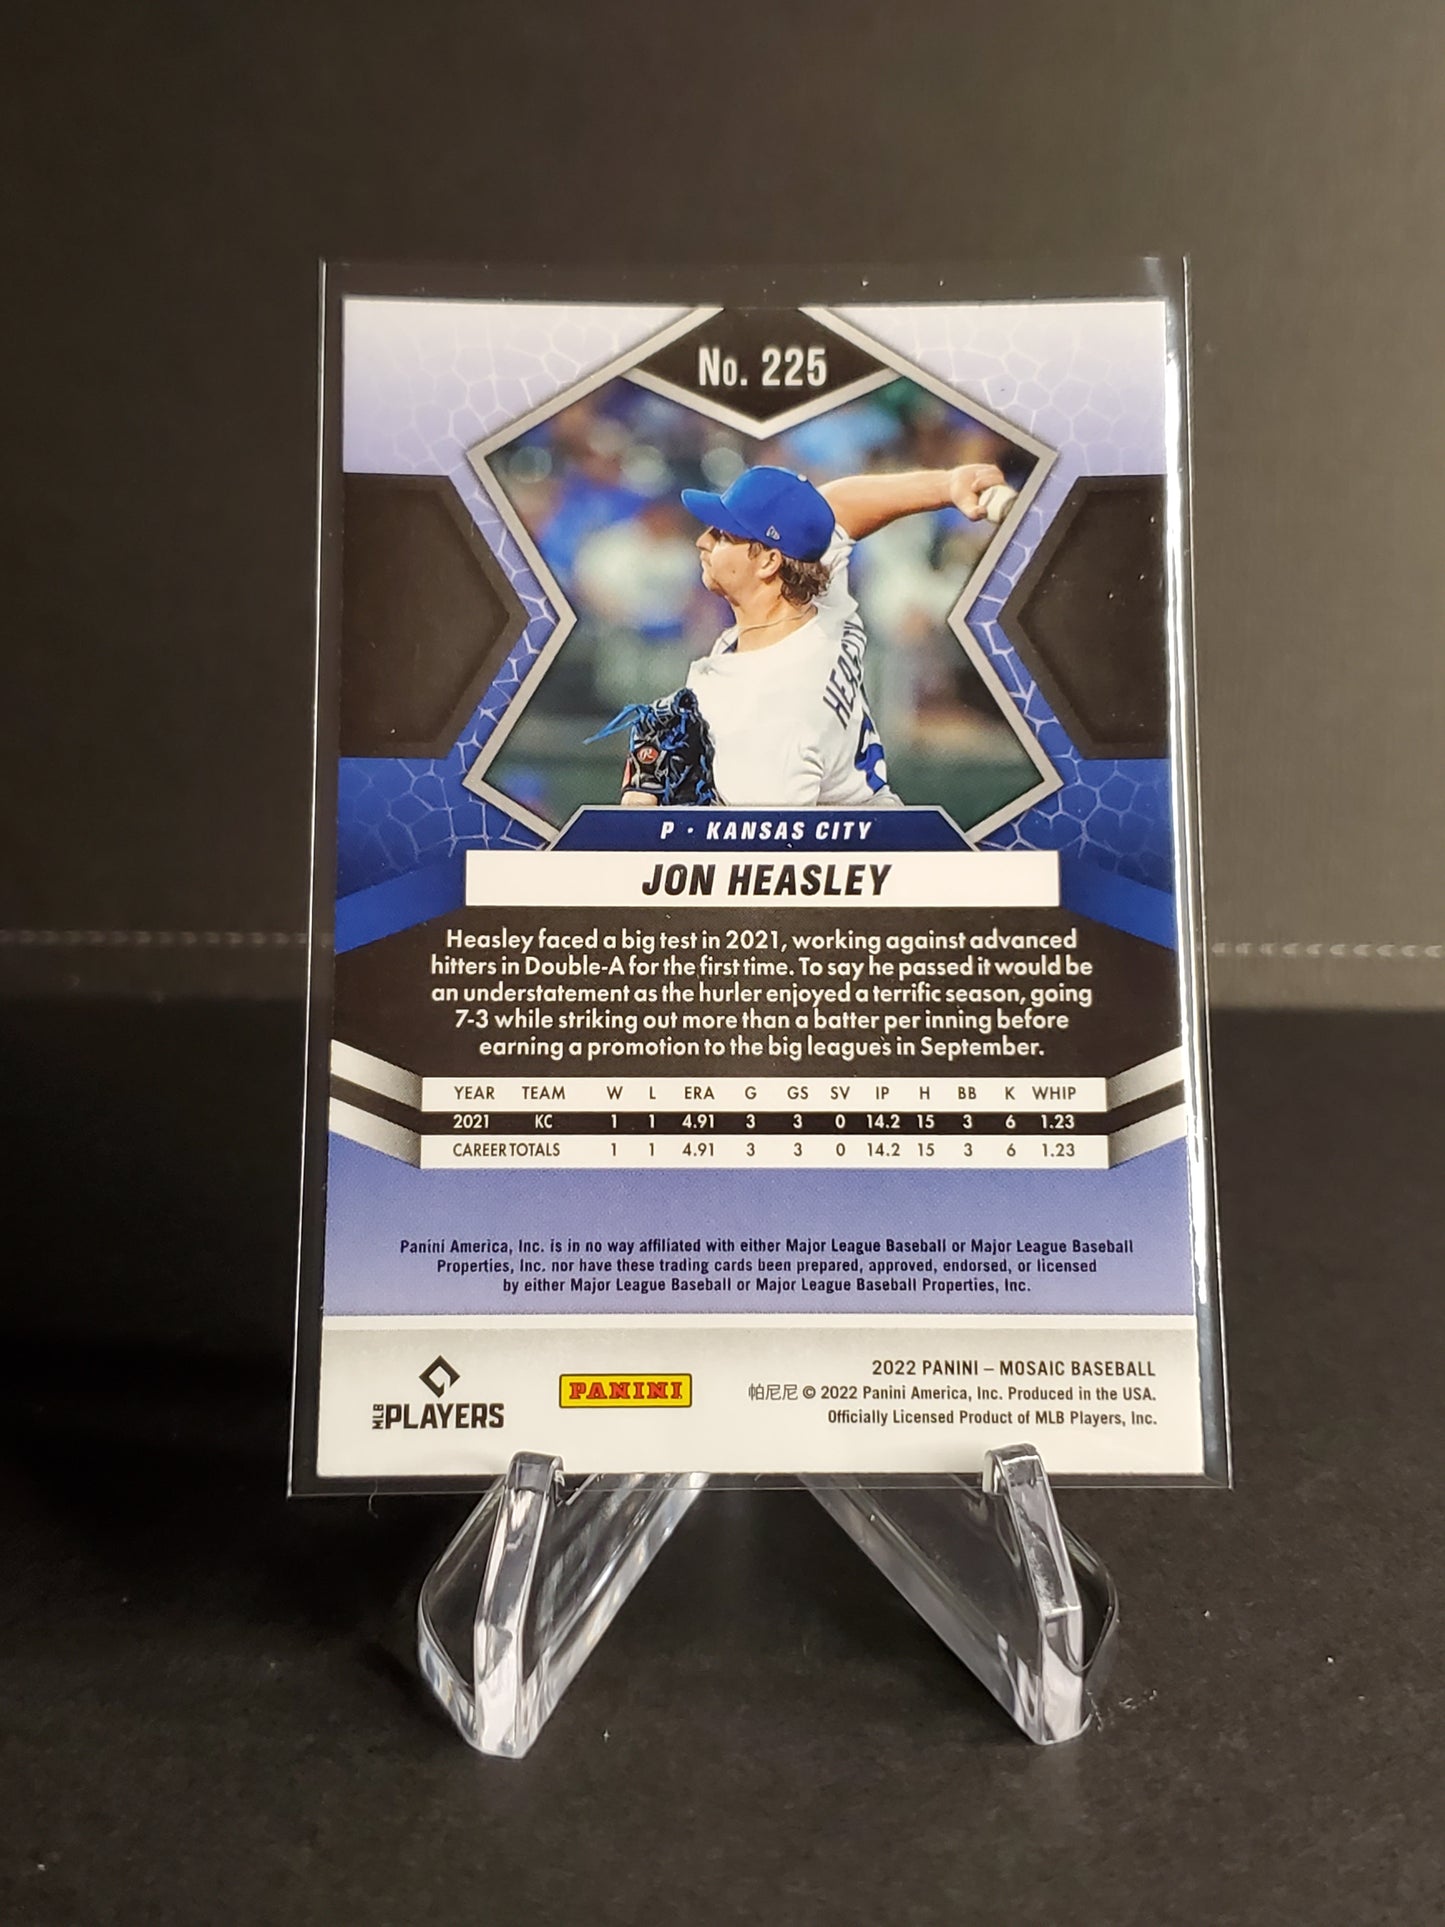 No. 225
HEASLEY
P · KANSAS CITY
JON HEASLEY
Heasley faced a big test in 2021, working against advanced
hitters in Double-A for the first time. To say he passed it would be
an understatement as the hurler enjoyed a terrific season, going
7-3 while striking out more than a batter per inning before
earning a promotion to the big leagues in September.
YEAR TEAM W L ERA G GS SV IP H BB K WHIP
2021 KC 1 1 4.91 3 3 0 14.2 15 3 6 1.23
CAREER TOTALS 1 1 4.91 3 3 0 14.2 15 3 6 1.23
Panini America, Inc. is in no way affiliated with either Major League Baseball or Major League Baseball
Properties, Inc. nor have these trading cards been prepared, approved, endorsed, or licensed
by either Major League Baseball or Major League Baseball Properties, Inc.
MLB PLAYERS
PANINI
2022 PANINI – MOSAIC BASEBALL
帕尼尼 © 2022 Panini America, Inc. Produced in the USA.
Officially Licensed Product of MLB Players, Inc.